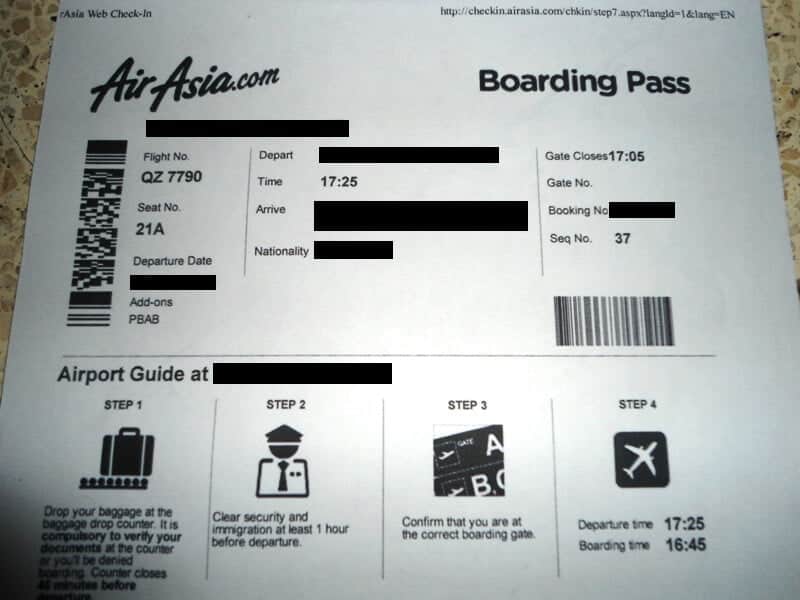 rAsia Web Check-In
http://checkin.airasia.com/chkin/step7.aspx?langId=1&lang=EN
AirAsia.com
Boarding Pass
Flight No.
QZ 7790
Seat No.
21A
Departure Date
Add-ons
PBAB
Depart
Time 17:25
Arrive
Nationality
Gate Closes 17:05
Gate No.
Booking No
Seq No. 37
Airport Guide at
STEP 1
Drop your baggage at the
baggage drop counter. It is
compulsory to verify your
documents at the counter
or you'll be denied
boarding. Counter closes
45 minutes before
departure.
STEP 2
Clear security and
immigration at least 1 hour
before departure.
STEP 3
GATE A
B,C
Confirm that you are at
the correct boarding gate.
STEP 4
Departure time 17:25
Boarding time 16:45